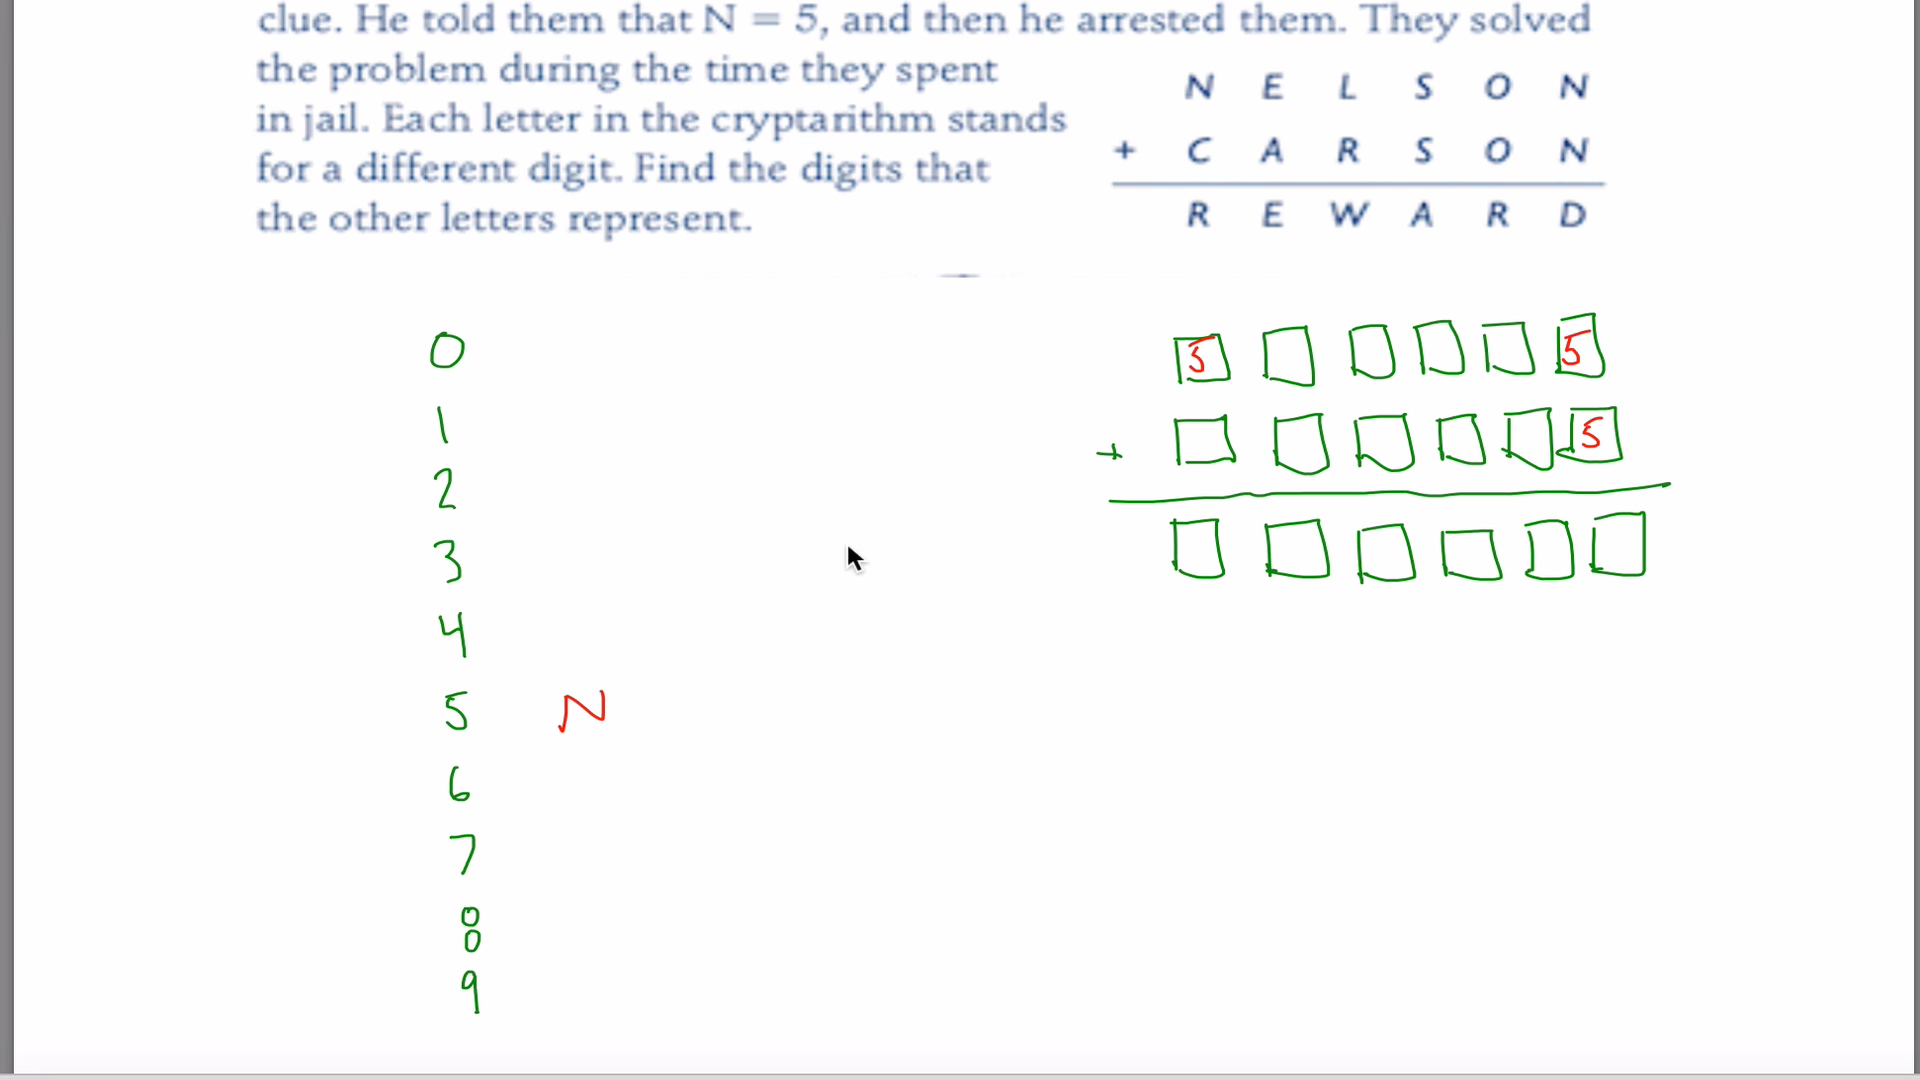 clue. He told them that N = 5, and then he arrested them. They solved
the problem during the time they spent
in jail. Each letter in the cryptarithm stands
for a different digit. Find the digits that
the other letters represent.
N E L S O N
+ C A R S O N
R E W A R D
0
1
2
3
4
5 N
6
7
8
9
5 5
+ 5